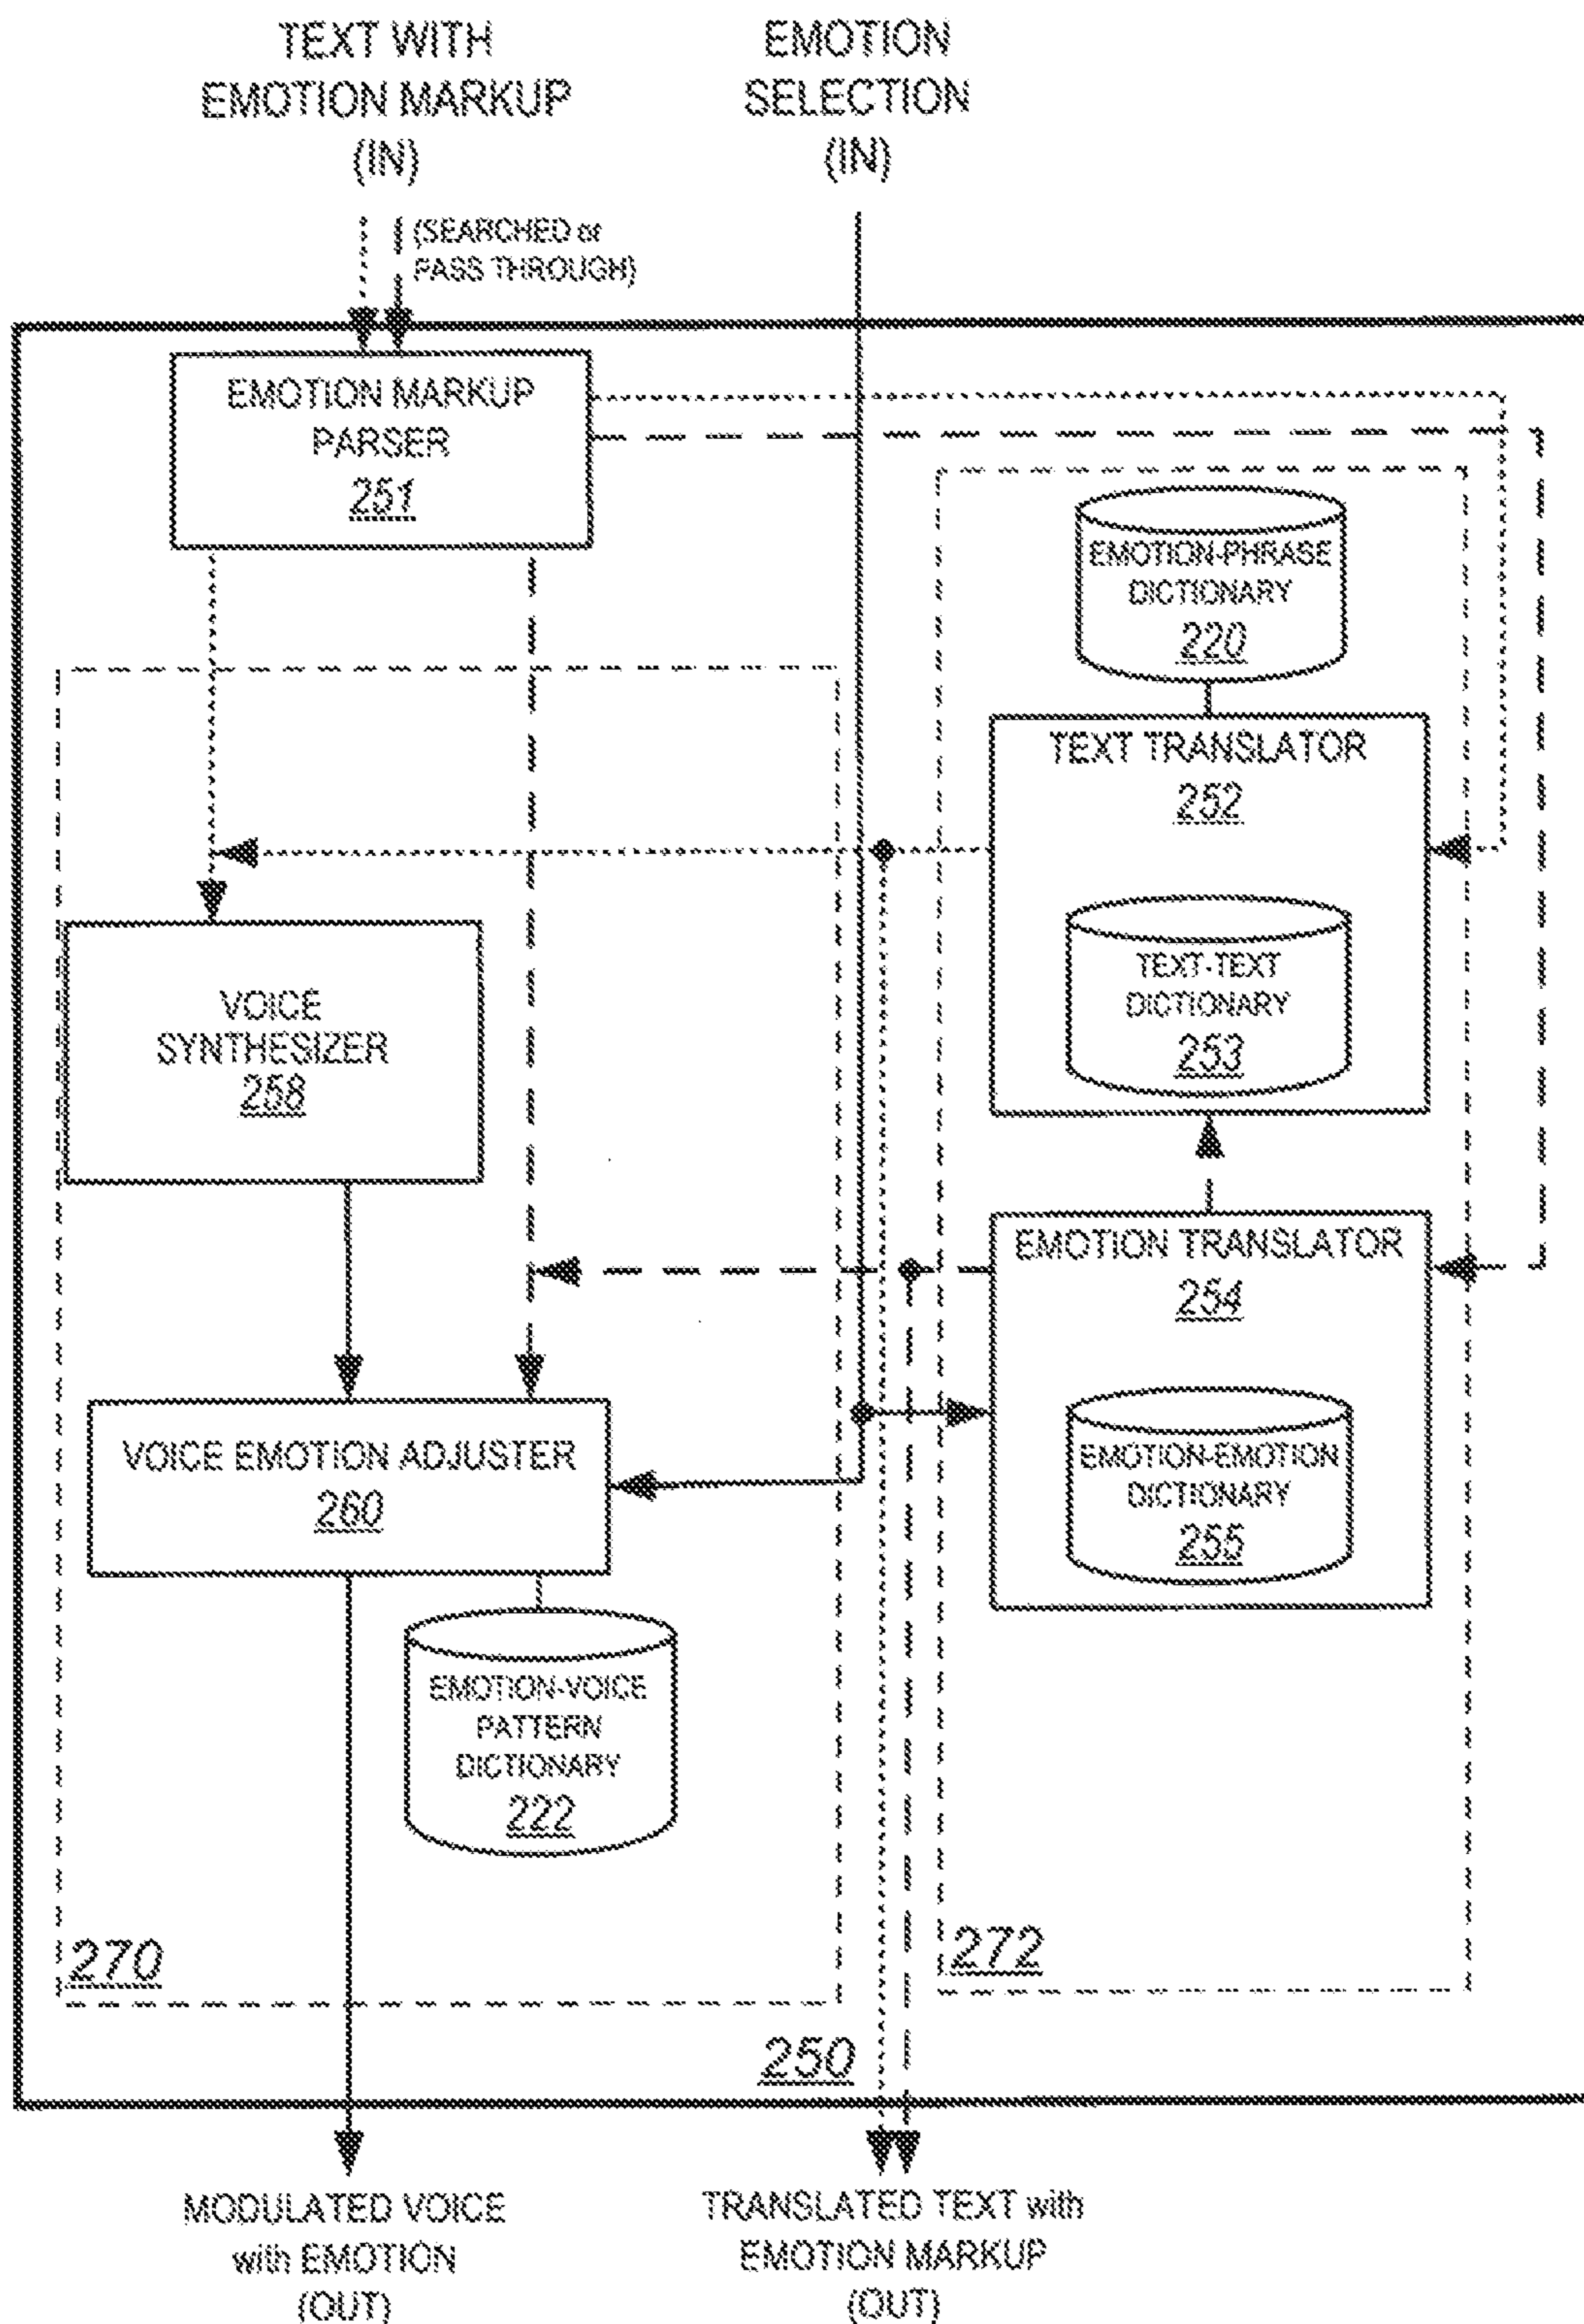 TEXT WITH
EMOTION MARKUP
(IN)
EMOTION
SELECTION
(IN)
(SEARCHED or
PASS THROUGH)
EMOTION MARKUP
PARSER
251
EMOTION-PHRASE
DICTIONARY
220
TEXT TRANSLATOR
252
TEXT-TEXT
DICTIONARY
253
VOICE
SYNTHESIZER
258
EMOTION TRANSLATOR
254
EMOTION-EMOTION
DICTIONARY
255
VOICE EMOTION ADJUSTER
260
EMOTION-VOICE
PATTERN
DICTIONARY
222
270
272
250
MODULATED VOICE
with EMOTION
(OUT)
TRANSLATED TEXT with
EMOTION MARKUP
(OUT)